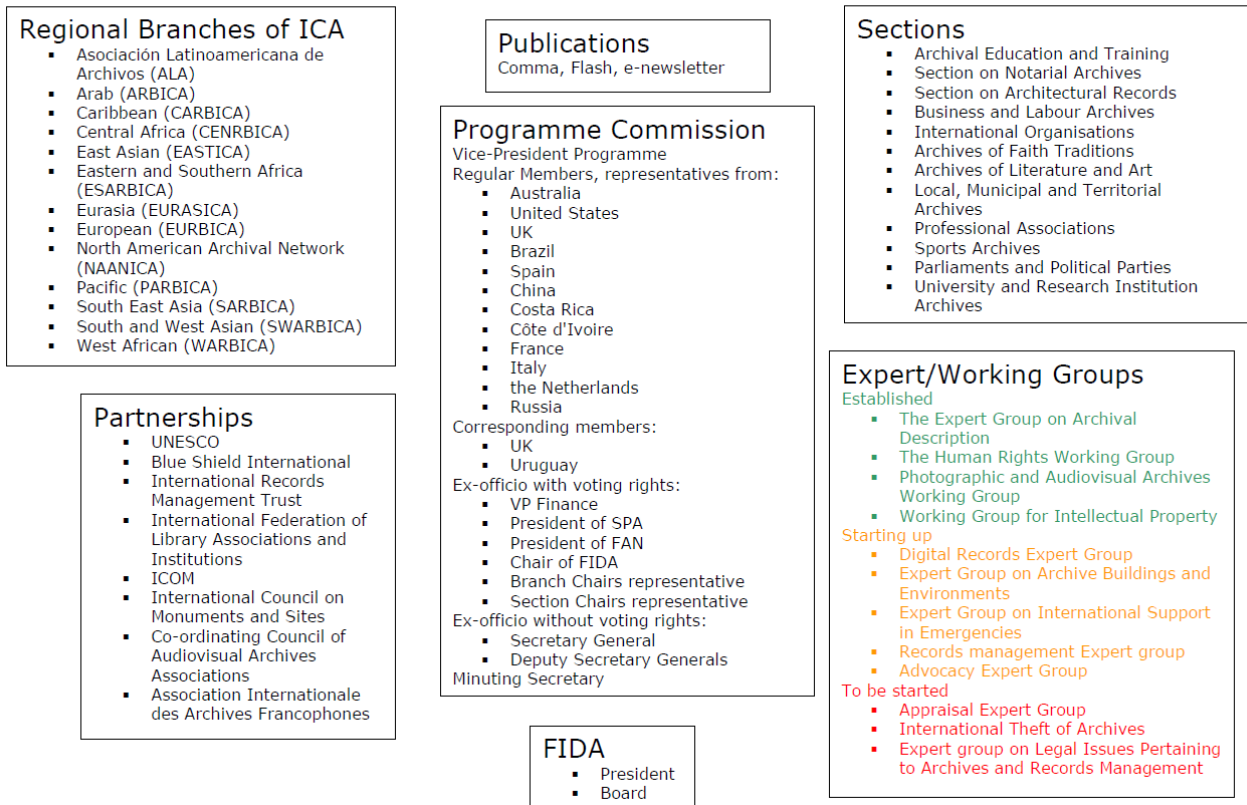 Regional Branches of ICA
▪ Asociación Latinoamericana de
Archivos (ALA)
▪ Arab (ARBICA)
▪ Caribbean (CARBICA)
▪ Central Africa (CENRBICA)
▪ East Asian (EASTICA)
▪ Eastern and Southern Africa
(ESARBICA)
▪ Eurasia (EURASICA)
▪ European (EURBICA)
▪ North American Archival Network
(NAANICA)
▪ Pacific (PARBICA)
▪ South East Asia (SARBICA)
▪ South and West Asian (SWARBICA)
▪ West African (WARBICA)
Partnerships
▪ UNESCO
▪ Blue Shield International
▪ International Records
Management Trust
▪ International Federation of
Library Associations and
Institutions
▪ ICOM
▪ International Council on
Monuments and Sites
▪ Co-ordinating Council of
Audiovisual Archives
Associations
▪ Association Internationale
des Archives Francophones
Publications
Comma, Flash, e-newsletter
Programme Commission
Vice-President Programme
Regular Members, representatives from:
▪ Australia
▪ United States
▪ UK
▪ Brazil
▪ Spain
▪ China
▪ Costa Rica
▪ Côte d'Ivoire
▪ France
▪ Italy
▪ the Netherlands
▪ Russia
Corresponding members:
▪ UK
▪ Uruguay
Ex-officio with voting rights:
▪ VP Finance
▪ President of SPA
▪ President of FAN
▪ Chair of FIDA
▪ Branch Chairs representative
▪ Section Chairs representative
Ex-officio without voting rights:
▪ Secretary General
▪ Deputy Secretary Generals
Minuting Secretary
FIDA
▪ President
▪ Board
Sections
▪ Archival Education and Training
▪ Section on Notarial Archives
▪ Section on Architectural Records
▪ Business and Labour Archives
▪ International Organisations
▪ Archives of Faith Traditions
▪ Archives of Literature and Art
▪ Local, Municipal and Territorial
Archives
▪ Professional Associations
▪ Sports Archives
▪ Parliaments and Political Parties
▪ University and Research Institution
Archives
Expert/Working Groups
Established
▪ The Expert Group on Archival
Description
▪ The Human Rights Working Group
▪ Photographic and Audiovisual Archives
Working Group
▪ Working Group for Intellectual Property
Starting up
▪ Digital Records Expert Group
▪ Expert Group on Archive Buildings and
Environments
▪ Expert Group on International Support
in Emergencies
▪ Records management Expert group
▪ Advocacy Expert Group
To be started
▪ Appraisal Expert Group
▪ International Theft of Archives
▪ Expert group on Legal Issues Pertaining
to Archives and Records Management